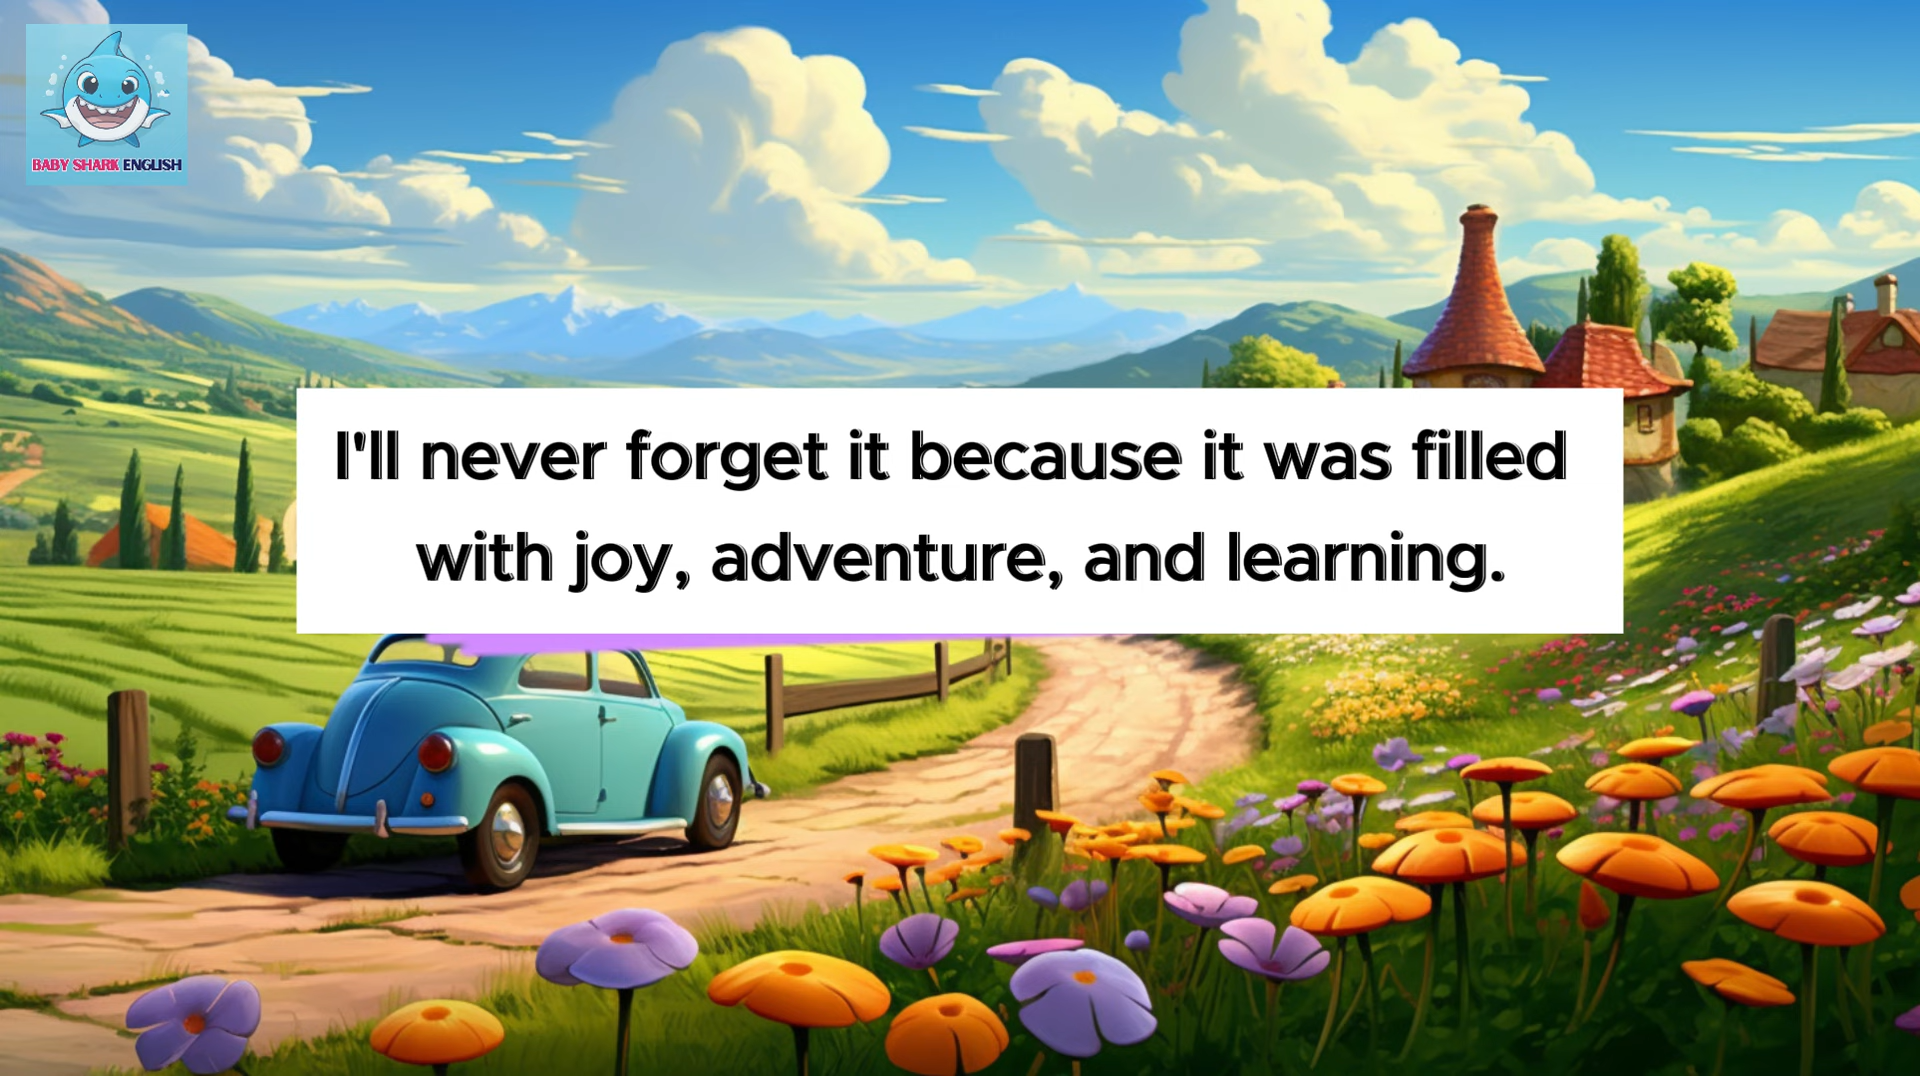 BABY SHARK ENGLISH
I'll never forget it because it was filled
with joy, adventure, and learning.